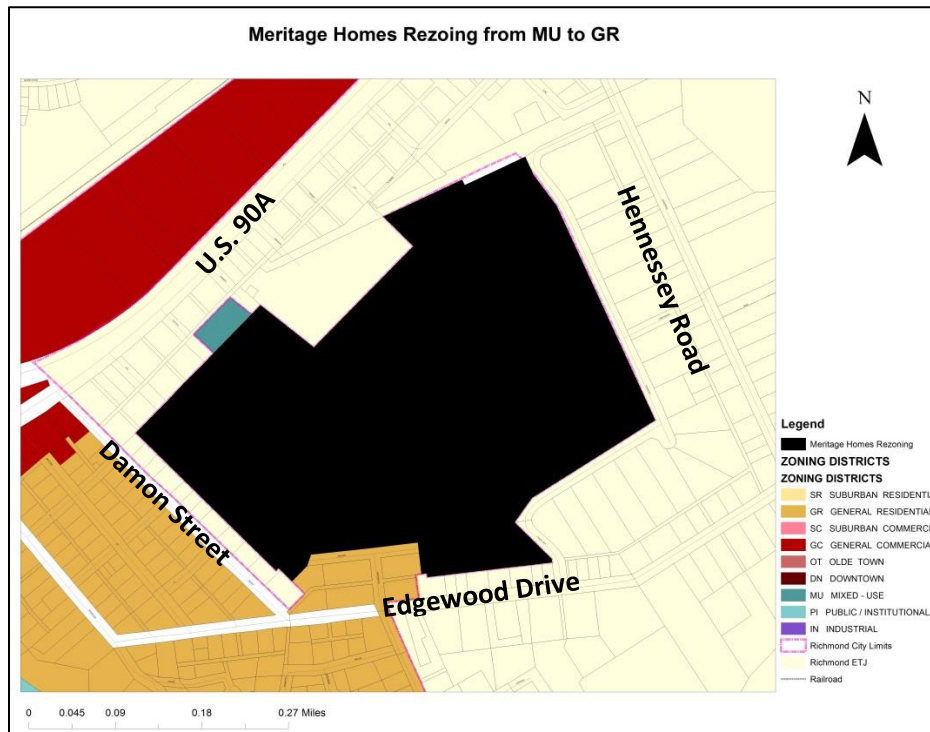 Meritage Homes Rezoing from MU to GR
N
U.S. 90A
Hennessey Road
Damon Street
Edgewood Drive
Legend
Meritage Homes Rezoning
ZONING DISTRICTS
ZONING DISTRICTS
SR SUBURBAN RESIDENTIA
GR GENERAL RESIDENTIAL
SC SUBURBAN COMMERC
GC GENERAL COMMERCIA
OT OLDE TOWN
DN DOWNTOWN
MU MIXED - USE
PI PUBLIC / INSTITUTIONAL
IN INDUSTRIAL
Richmond City Limits
Richmond ETJ
Railroad
0 0.045 0.09 0.18 0.27 Miles